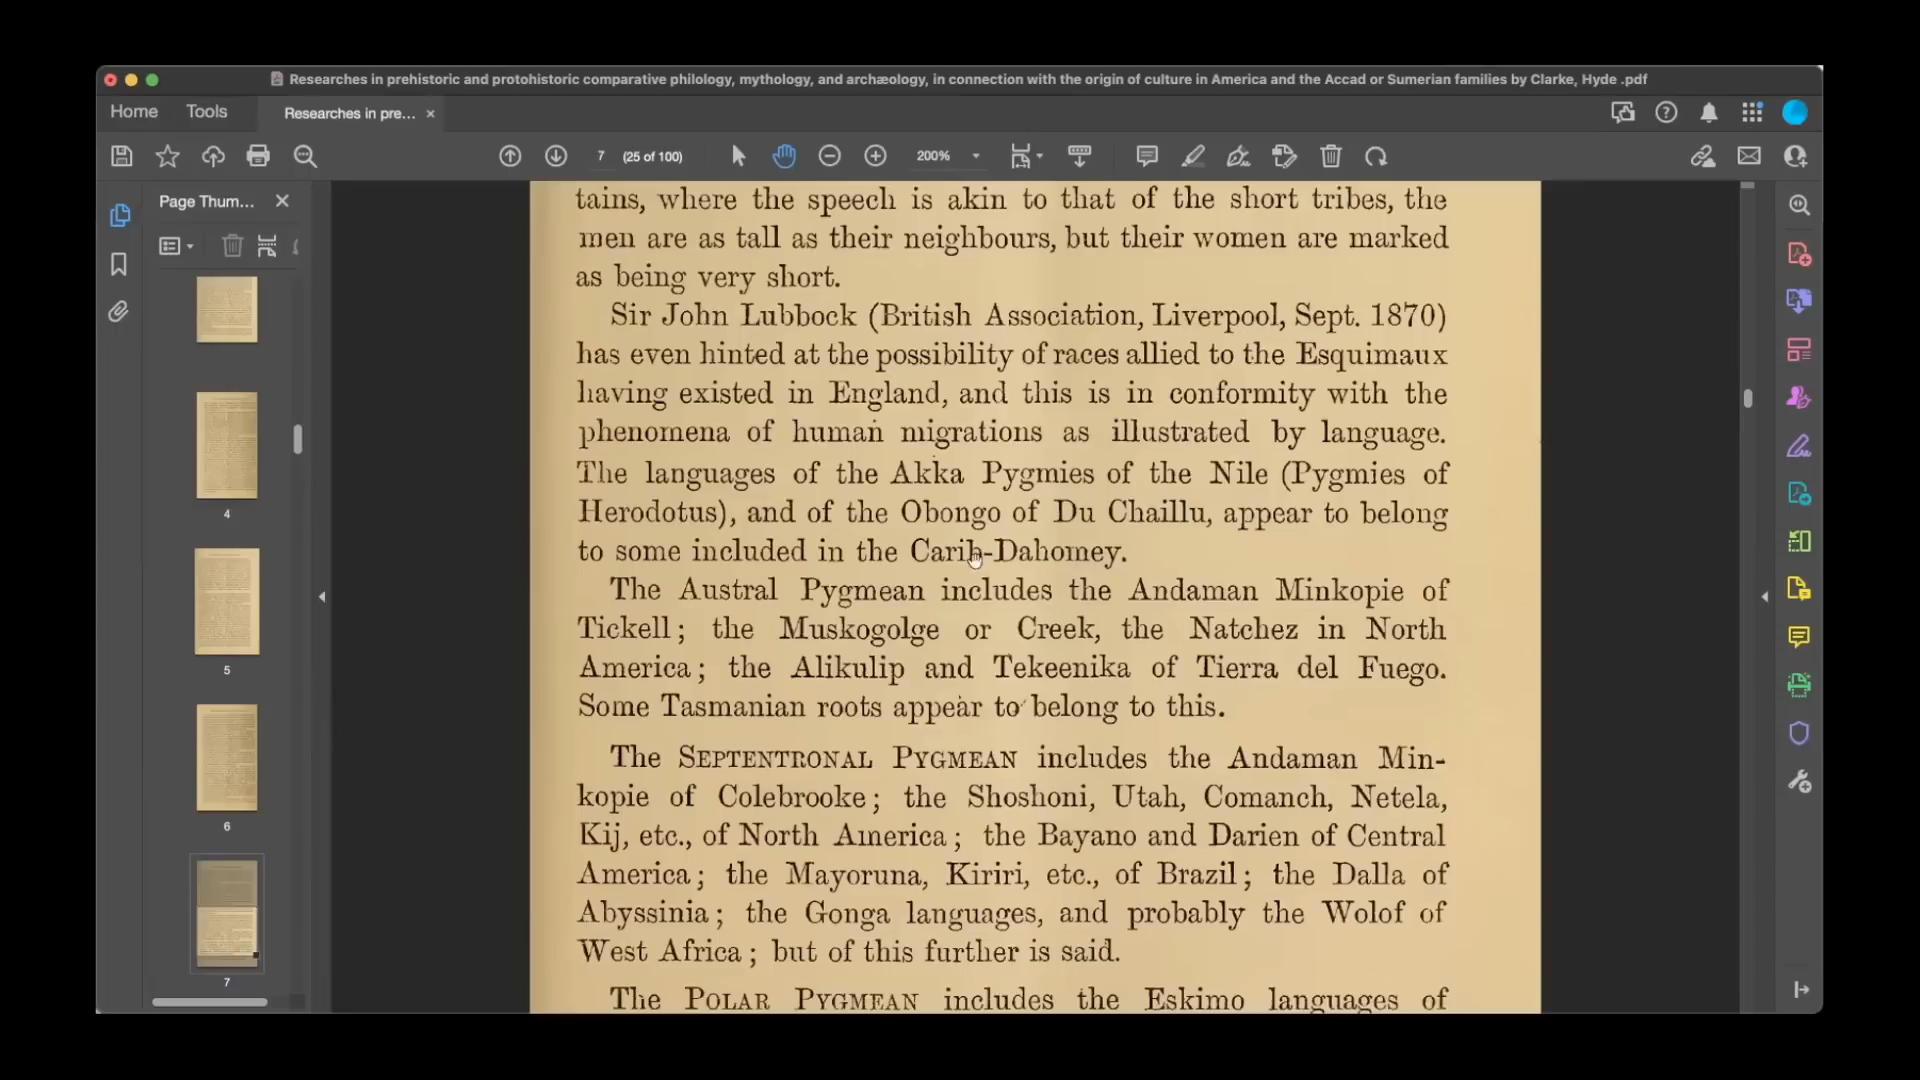 Researches in prehistoric and protohistoric comparative philology, mythology, and archæology, in connection with the origin of culture in America and the Accad or Sumerian families by Clarke, Hyde .pdf
Home Tools Researches in pre... ×
7 (25 of 100) 200%
Page Thum...
4
5
6
7
tains, where the speech is akin to that of the short tribes, the
men are as tall as their neighbours, but their women are marked
as being very short.
Sir John Lubbock (British Association, Liverpool, Sept. 1870)
has even hinted at the possibility of races allied to the Esquimaux
having existed in England, and this is in conformity with the
phenomena of human migrations as illustrated by language.
The languages of the Akka Pygmies of the Nile (Pygmies of
Herodotus), and of the Obongo of Du Chaillu, appear to belong
to some included in the Carib-Dahomey.
The Austral Pygmean includes the Andaman Minkopie of
Tickell; the Muskogolge or Creek, the Natchez in North
America; the Alikulip and Tekeenika of Tierra del Fuego.
Some Tasmanian roots appear to belong to this.
The SEPTENTRONAL PYGMEAN includes the Andaman Min-
kopie of Colebrooke; the Shoshoni, Utah, Comanch, Netela,
Kij, etc., of North America; the Bayano and Darien of Central
America; the Mayoruna, Kiriri, etc., of Brazil; the Dalla of
Abyssinia; the Gonga languages, and probably the Wolof of
West Africa; but of this further is said.
The POLAR PYGMEAN includes the Eskimo languages of